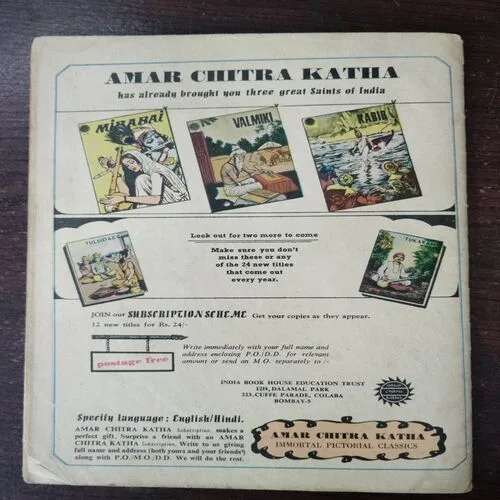 AMAR CHITRA KATHA
has already brought you three great Saints of India
MIRABAI
VALMIKI
KABIR
Look out for two more to come
TULSIDAS
TUKARAM
Make sure you don't
miss these or any
of the 24 new titles
that come out
every year.
JOIN our SUBSCRIPTION SCHEME Get your copies as they appear.
12 new titles for Rs. 24/-
postage free
Write immediately with your full name and
address enclosing P.O./D.D. for relevant
amount or send an M.O. separately to :-
INDIA BOOK HOUSE EDUCATION TRUST
1211, DALAMAL PARK
223, CUFFE PARADE, COLABA
BOMBAY-5
amar
chitra
katha
Specify language : English/Hindi.
AMAR CHITRA KATHA Subscription makes a
perfect gift. Surprise a friend with an AMAR
CHITRA KATHA Subscription. Write to us giving
full name and address (both yours and your friends')
along with P.O./M.O./D.D. We will do the rest.
AMAR CHITRA KATHA
IMMORTAL PICTORIAL CLASSICS